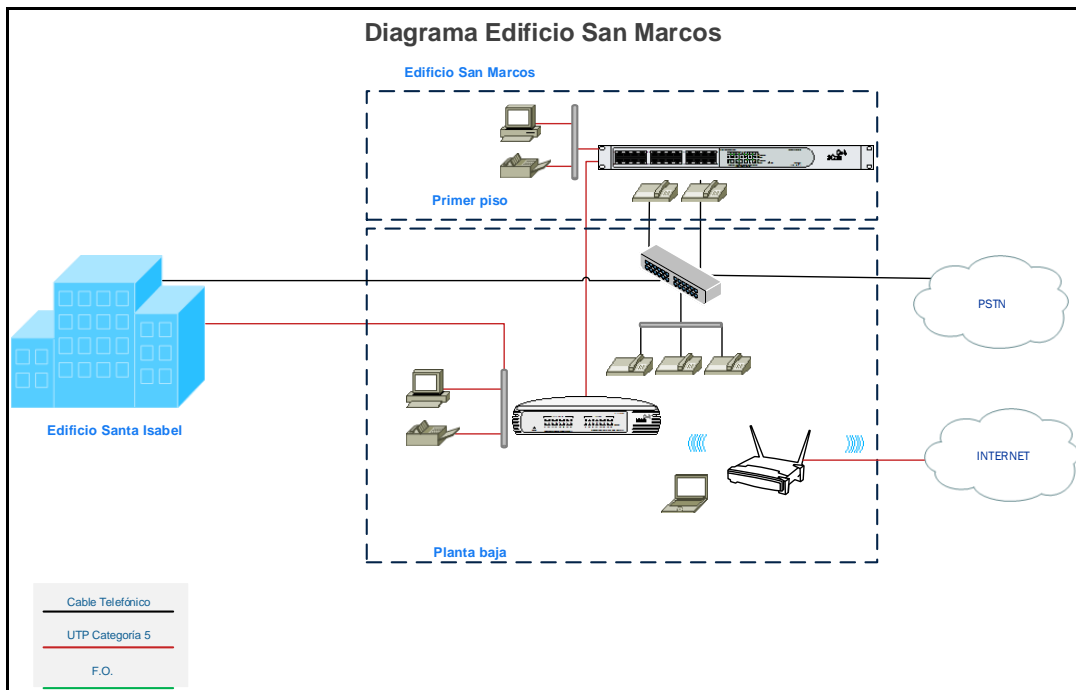 Diagrama Edificio San Marcos
Edificio San Marcos
Primer piso
PSTN
Edificio Santa Isabel
INTERNET
Planta baja
Cable Telefónico
UTP Categoría 5
F.O.